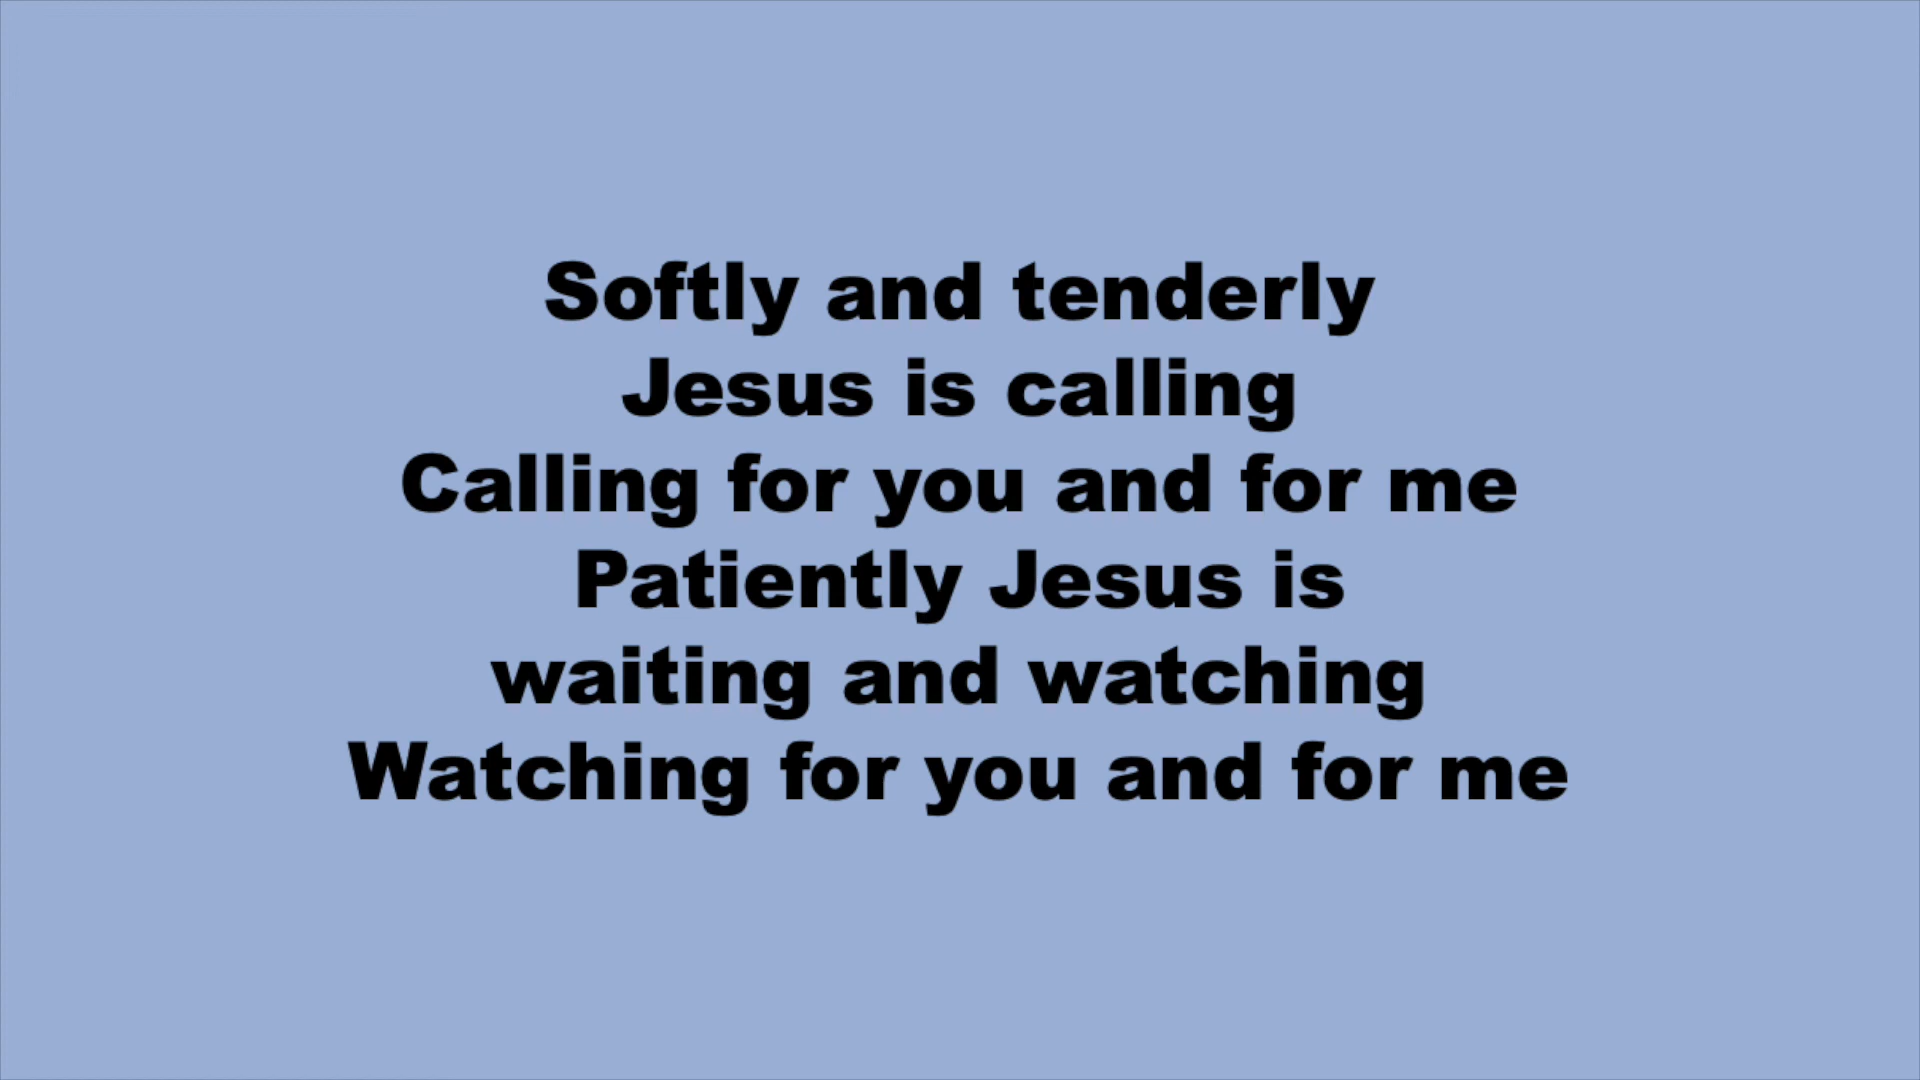 Softly and tenderly
Jesus is calling
Calling for you and for me
Patiently Jesus is
waiting and watching
Watching for you and for me